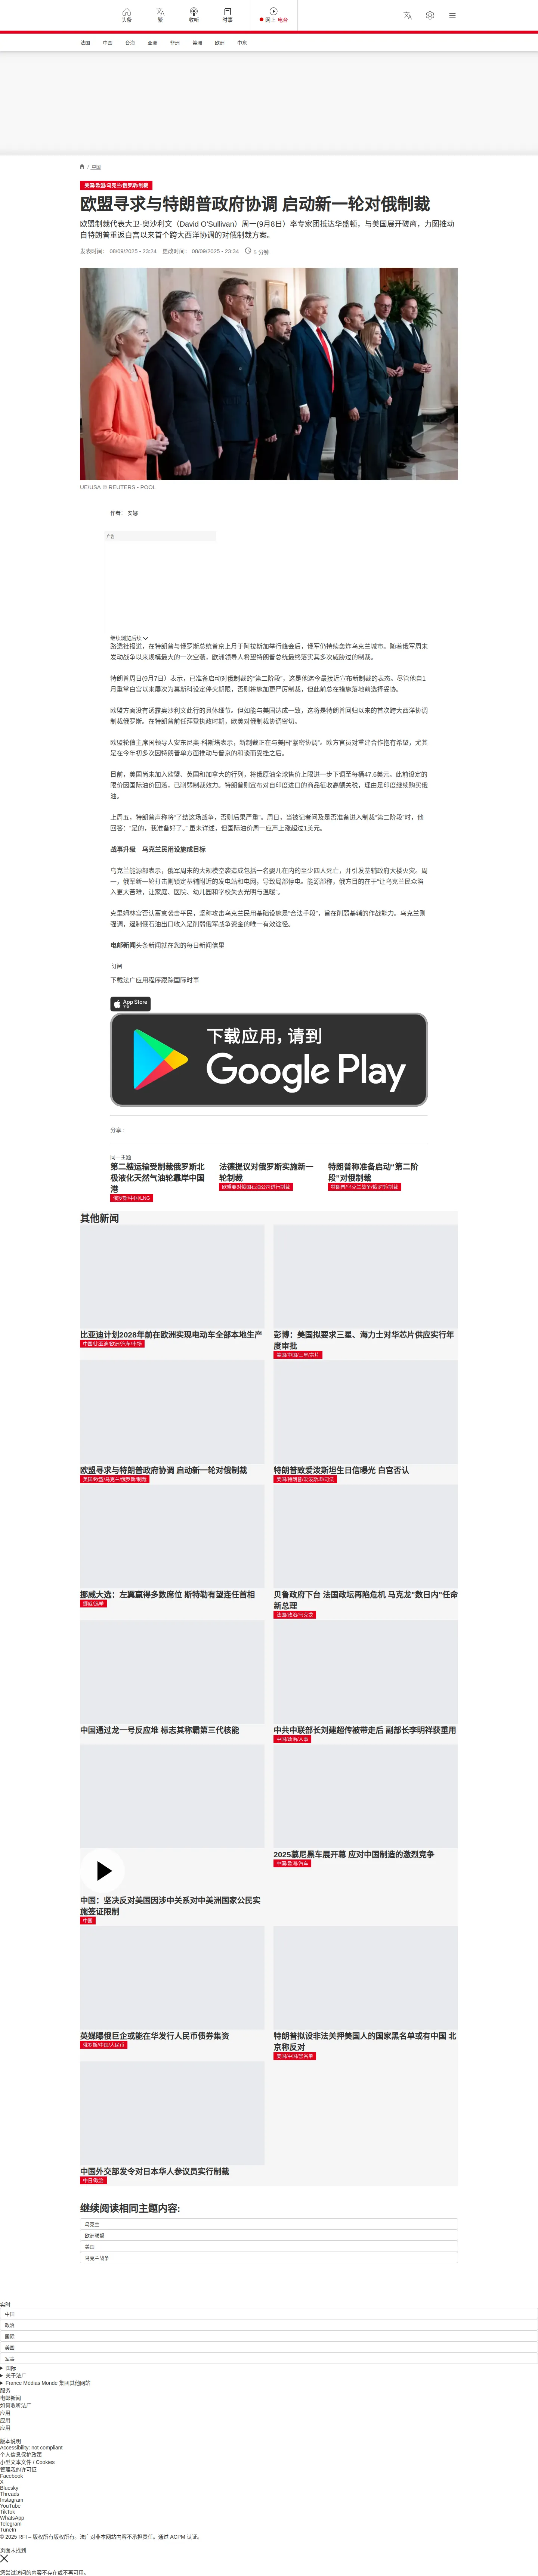 头条
繁
收听
时事
网上 电台
法国
中国
台海
亚洲
非洲
美洲
欧洲
中东
/ 中国
美国/欧盟/乌克兰/俄罗斯/制裁
欧盟寻求与特朗普政府协调 启动新一轮对俄制裁
欧盟制裁代表大卫·奥沙利文（David O'Sullivan）周一(9月8日）率专家团抵达华盛顿，与美国展开磋商，力图推动
自特朗普重返白宫以来首个跨大西洋协调的对俄制裁方案。
发表时间： 08/09/2025 - 23:24 更改时间： 08/09/2025 - 23:34 5 分钟
UE/USA © REUTERS - POOL
作者： 安娜
广告
继续浏览后续
路透社报道，在特朗普与俄罗斯总统普京上月于阿拉斯加举行峰会后，俄军仍持续轰炸乌克兰城市。随着俄军周末
发动战争以来规模最大的一次空袭，欧洲领导人希望特朗普总统最终落实其多次威胁过的制裁。
特朗普周日(9月7日）表示，已准备启动对俄制裁的“第二阶段”，这是他迄今最接近宣布新制裁的表态。尽管他自1
月重掌白宫以来屡次为莫斯科设定停火期限，否则将施加更严厉制裁，但此前总在措施落地前选择妥协。
欧盟方面没有透露奥沙利文此行的具体细节。但如能与美国达成一致，这将是特朗普回归以来的首次跨大西洋协调
制裁俄罗斯。在特朗普前任拜登执政时期，欧美对俄制裁协调密切。
欧盟轮值主席国领导人安东尼奥·科斯塔表示，新制裁正在与美国“紧密协调”。欧方官员对重建合作抱有希望，尤其
是在今年初多次因特朗普单方面推动与普京的和谈而受挫之后。
日前，美国尚未加入欧盟、英国和加拿大的行列，将俄原油全球售价上限进一步下调至每桶47.6美元。此前设定的
限价因国际油价回落，已削弱制裁效力。特朗普则宣布对自印度进口的商品征收高额关税，理由是印度继续购买俄
油。
上周五，特朗普声称将“了结这场战争，否则后果严重”。周日，当被记者问及是否准备进入制裁“第二阶段”时，他
回答：“是的，我准备好了。” 虽未详述，但国际油价周一应声上涨超过1美元。
战事升级 乌克兰民用设施成目标
乌克兰能源部表示，俄军周末的大规模空袭造成包括一名婴儿在内的至少四人死亡，并引发基辅政府大楼火灾。周
一，俄军新一轮打击则锁定基辅附近的发电站和电网，导致局部停电。能源部称，俄方目的在于“让乌克兰民众陷
入更大苦难，让家庭、医院、幼儿园和学校失去光明与温暖”。
克里姆林宫否认蓄意袭击平民，坚称攻击乌克兰民用基础设施是“合法手段”，旨在削弱基辅的作战能力。乌克兰则
强调，遏制俄石油出口收入是削弱俄军战争资金的唯一有效途径。
电邮新闻头条新闻就在您的每日新闻信里
订阅
下载法广应用程序跟踪国际时事
App Store
下载
下载应用，请到
Google Play
分享 :
同一主题
第二艘运输受制裁俄罗斯北
极液化天然气油轮靠岸中国
港
俄罗斯/中国/LNG
法德提议对俄罗斯实施新一
轮制裁
欧盟要对俄国石油公司进行制裁
特朗普称准备启动“第二阶
段”对俄制裁
特朗普/乌克兰战争/俄罗斯/制裁
其他新闻
比亚迪计划2028年前在欧洲实现电动车全部本地生产
中国/比亚迪/欧洲/汽车/市场
彭博：美国拟要求三星、海力士对华芯片供应实行年
度审批
美国/中国/三星/芯片
欧盟寻求与特朗普政府协调 启动新一轮对俄制裁
美国/欧盟/乌克兰/俄罗斯/制裁
特朗普致爱泼斯坦生日信曝光 白宫否认
美国/特朗普/爱泼斯坦/司法
挪威大选：左翼赢得多数席位 斯特勒有望连任首相
挪威/选举
贝鲁政府下台 法国政坛再陷危机 马克龙“数日内”任命
新总理
法国/政治/马克龙
中国通过龙一号反应堆 标志其称霸第三代核能
中共中联部长刘建超传被带走后 副部长李明祥获重用
中国/政治/人事
中国：坚决反对美国因涉中关系对中美洲国家公民实
施签证限制
中国
2025慕尼黑车展开幕 应对中国制造的激烈竞争
中国/欧洲/汽车
英媒曝俄巨企或能在华发行人民币债券集资
俄罗斯/中国/人民币
特朗普拟设非法关押美国人的国家黑名单或有中国 北
京称反对
美国/中国/黑名单
中国外交部发令对日本华人参议员实行制裁
中日/政治
继续阅读相同主题内容:
乌克兰
欧洲联盟
美国
乌克兰战争
实时
中国
政治
国际
美国
军事
国际
关于法广
France Médias Monde 集团其他网站
服务
电邮新闻
如何收听法广
应用
应用
应用
版本说明
Accessibility: not compliant
个人信息保护政策
小型文本文件 / Cookies
管理我的许可证
Facebook
X
Bluesky
Threads
Instagram
YouTube
TikTok
WhatsApp
Telegram
TuneIn
© 2025 RFI – 版权所有版权所有。法广对非本网站内容不承担责任。通过 ACPM 认证。
页面未找到
您尝试访问的内容不存在或不再可用。